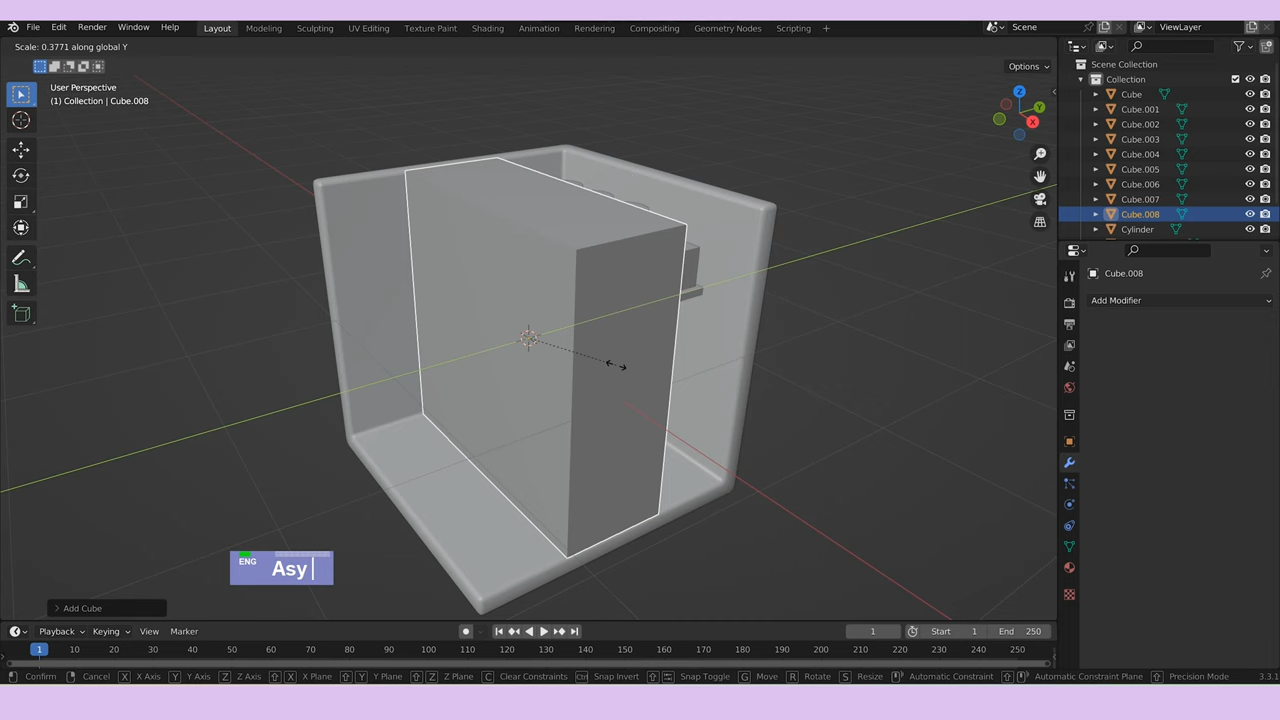 File Edit Render Window Help Layout Modeling Sculpting UV Editing Texture Paint Shading Animation Rendering Compositing Geometry Nodes Scripting + Scene ViewLayer
Scale: 0.3771 along global Y
Options
User Perspective
(1) Collection | Cube.008
Z
Y
X
Scene Collection
Collection
Cube
Cube.001
Cube.002
Cube.003
Cube.004
Cube.005
Cube.006
Cube.007
Cube.008
Cylinder
Cube.008
Add Modifier
ENG Asy
Add Cube
Playback Keying View Marker 1 Start 1 End 250
1 10 20 30 40 50 60 70 80 90 100 110 120 130 140 150 160 170 180 190 200 210 220 230 240 250
Confirm Cancel X X Axis Y Y Axis Z Z Axis X X Plane Y Y Plane Z Z Plane C Clear Constraints Ctrl Snap Invert Snap Toggle G Move R Rotate S Resize Automatic Constraint Automatic Constraint Plane Precision Mode 3.3.1